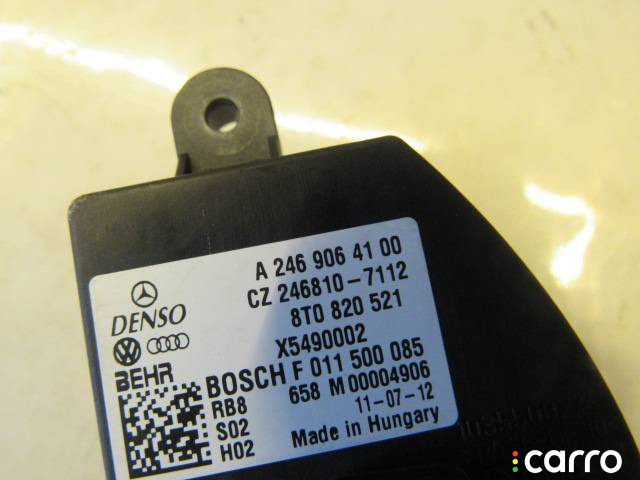 A 246 906 41 00
CZ 246810-7112
8T0 820 521
X5490002
DENSO
BEHR
BOSCH F 011 500 085
658 M 00004906
11-07-12
Made in Hungary
RB8
S02
H02
carro